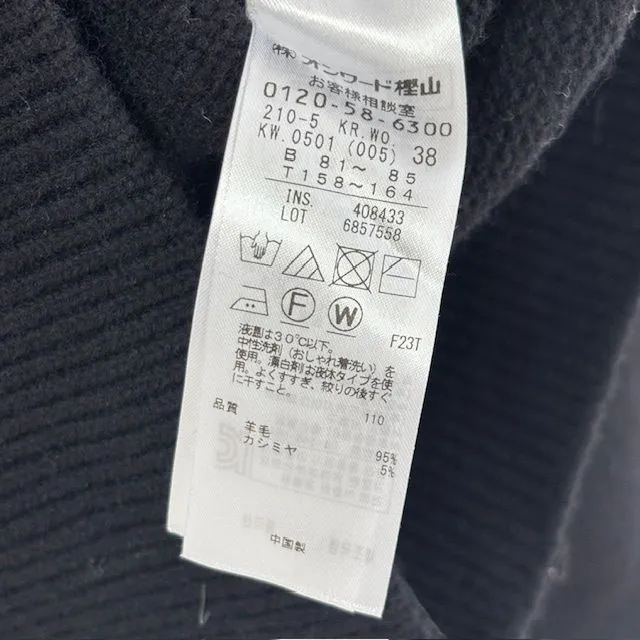 (株) オンワード樫山
お客様相談室
0120-58-6300
210-5 KR.WO.
KW.0501 (005) 38
B 81～ 85
T158～164
INS. 408433
LOT 6857558
F W F23T
液温は30℃以下。
中性洗剤（おしゃれ着洗い）を
使用。漂白剤は液体タイプを使
用。よくすすぎ、絞りの後すぐ
に干すこと。
110
品質
羊毛 95%
カシミヤ 5%
中国製